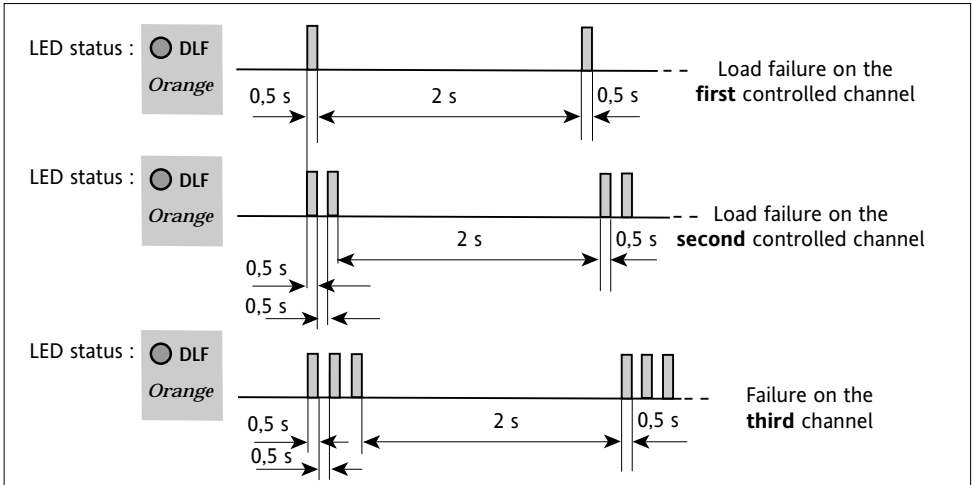 LED status : DLF
Orange
0,5 s 2 s 0,5 s
Load failure on the
first controlled channel
LED status : DLF
Orange
2 s 0,5 s
0,5 s
0,5 s
Load failure on the
second controlled channel
LED status : DLF
Orange
0,5 s 2 s 0,5 s
0,5 s
Failure on the
third channel